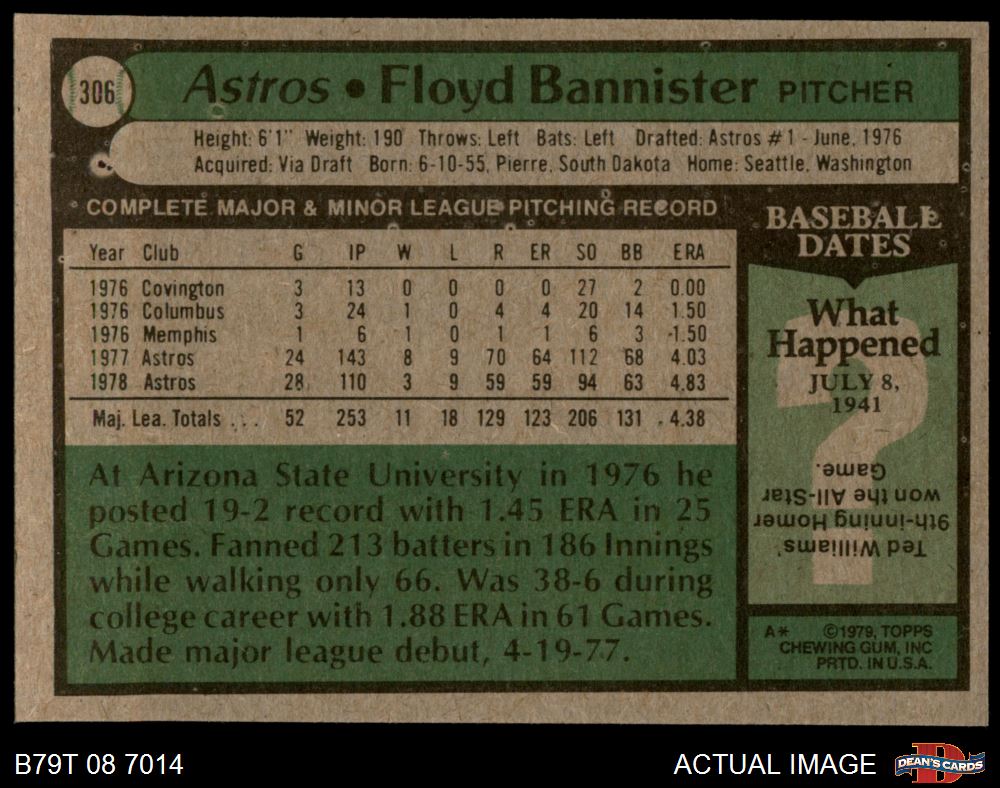 306
Astros • Floyd Bannister PITCHER
Height: 6'1" Weight: 190 Throws: Left Bats: Left Drafted: Astros #1 - June, 1976
Acquired: Via Draft Born: 6-10-55, Pierre, South Dakota Home: Seattle, Washington
COMPLETE MAJOR & MINOR LEAGUE PITCHING RECORD
Year Club G IP W L R ER SO BB ERA
1976 Covington 3 13 0 0 0 0 27 2 0.00
1976 Columbus 3 24 1 0 4 4 20 14 1.50
1976 Memphis 1 6 1 0 1 1 6 3 1.50
1977 Astros 24 143 8 9 70 64 112 68 4.03
1978 Astros 28 110 3 9 59 59 94 63 4.83
Maj. Lea. Totals . . . 52 253 11 18 129 123 206 131 4.38
At Arizona State University in 1976 he
posted 19-2 record with 1.45 ERA in 25
Games. Fanned 213 batters in 186 Innings
while walking only 66. Was 38-6 during
college career with 1.88 ERA in 61 Games.
Made major league debut, 4-19-77.
BASEBALL
DATES
What
Happened
JULY 8,
1941
Ted Williams'
9th-inning Homer
won the All-Star
Game.
A* ©1979, TOPPS
CHEWING GUM, INC
PRTD. IN U.S.A.
B79T 08 7014
ACTUAL IMAGE
DEAN'S CARDS